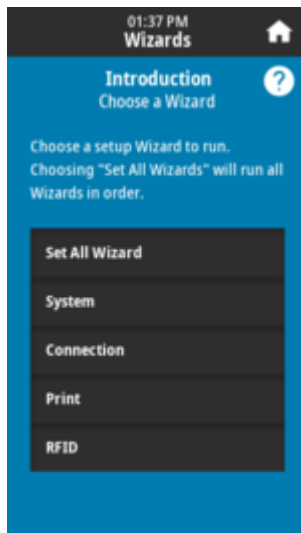 01:37 PM
Wizards
Introduction
?
Choose a Wizard
Choose a setup Wizard to run.
Choosing "Set All Wizards" will run all
Wizards in order.
Set All Wizard
System
Connection
Print
RFID